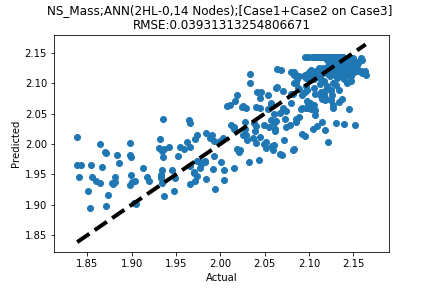 NS_Mass;ANN(2HL-0,14 Nodes);[Case1+Case2 on Case3]
RMSE:0.03931313254806671
2.15
2.10
2.05
2.00
1.95
1.90
1.85
Predicted
1.85 1.90 1.95 2.00 2.05 2.10 2.15
Actual